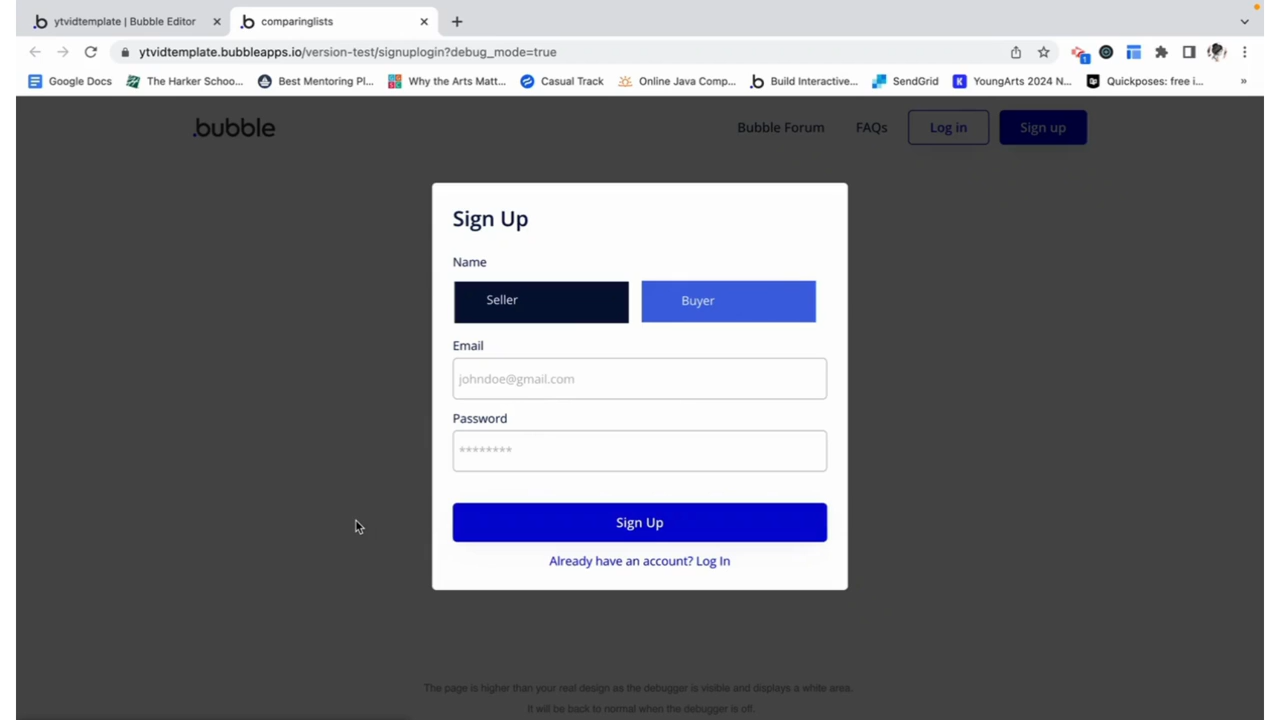 ytvidtemplate | Bubble Editor
comparinglists
ytvidtemplate.bubbleapps.io/version-test/signuplogin?debug_mode=true
Google Docs
The Harker Schoo...
Best Mentoring Pl...
Why the Arts Matt...
Casual Track
Online Java Comp...
Build Interactive...
SendGrid
YoungArts 2024 N...
Quickposes: free i...
»
.bubble
Bubble Forum
FAQs
Log in
Sign up
Sign Up
Name
Seller
Buyer
Email
johndoe@gmail.com
Password
********
Sign Up
Already have an account? Log In
The page is higher than your real design as the debugger is visible and displays a white area.
It will be back to normal when the debugger is off.